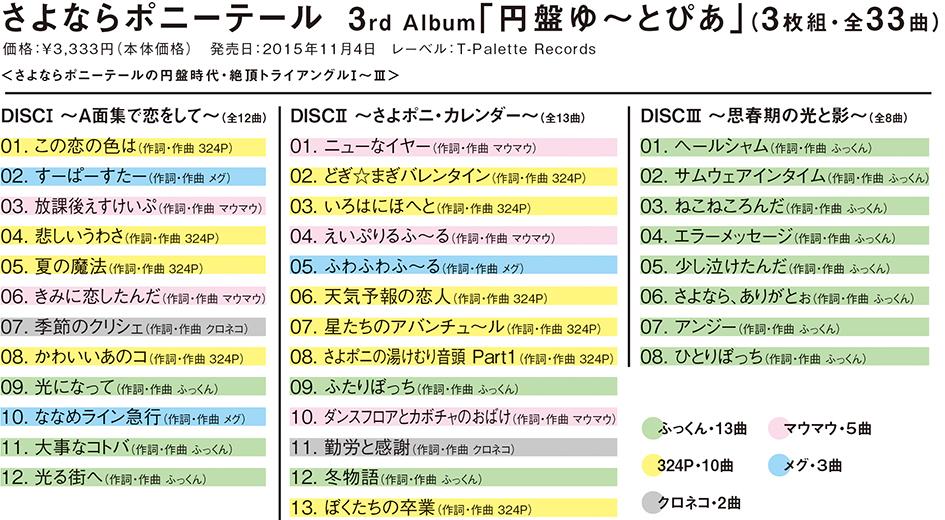 さよならポニーテール 3rd Album「円盤ゆ～とぴあ」（3枚組・全33曲）
価格：¥3,333円（本体価格） 発売日：2015年11月4日 レーベル：T-Palette Records
＜さよならポニーテールの円盤時代・絶頂トライアングルI～III＞
DISCI ～A面集で恋をして～（全12曲）
01. この恋の色は（作詞・作曲 324P）
02. すーぱーすたー（作詞・作曲 メグ）
03. 放課後えすけいぷ（作詞・作曲 マウマウ）
04. 悲しいうわさ（作詞・作曲 324P）
05. 夏の魔法（作詞・作曲 324P）
06. きみに恋したんだ（作詞・作曲 マウマウ）
07. 季節のクリシェ（作詞・作曲 クロネコ）
08. かわいいあのコ（作詞・作曲 324P）
09. 光になって（作詞・作曲 ふっくん）
10. ななめライン急行（作詞・作曲 メグ）
11. 大事なコトバ（作詞・作曲 ふっくん）
12. 光る街へ（作詞・作曲 ふっくん）
DISCII ～さよポニ・カレンダー～（全13曲）
01. ニューなイヤー（作詞・作曲 マウマウ）
02. どぎ☆まぎバレンタイン（作詞・作曲 324P）
03. いろはにほへと（作詞・作曲 324P）
04. えいぷりるふ～る（作詞・作曲 マウマウ）
05. ふわふわふ～る（作詞・作曲 メグ）
06. 天気予報の恋人（作詞・作曲 324P）
07. 星たちのアバンチュ～ル（作詞・作曲 324P）
08. さよポニの湯けむり音頭 Part1（作詞・作曲 324P）
09. ふたりぼっち（作詞・作曲 ふっくん）
10. ダンスフロアとカボチャのおばけ（作詞・作曲 マウマウ）
11. 勤労と感謝（作詞・作曲 クロネコ）
12. 冬物語（作詞・作曲 ふっくん）
13. ぼくたちの卒業（作詞・作曲 324P）
DISCIII ～思春期の光と影～（全8曲）
01. ヘールシャム（作詞・作曲 ふっくん）
02. サムウェアインタイム（作詞・作曲 ふっくん）
03. ねこねころんだ（作詞・作曲 ふっくん）
04. エラーメッセージ（作詞・作曲 ふっくん）
05. 少し泣けたんだ（作詞・作曲 ふっくん）
06. さよなら、ありがとぉ（作詞・作曲 ふっくん）
07. アンジー（作詞・作曲 ふっくん）
08. ひとりぼっち（作詞・作曲 ふっくん）
ふっくん・13曲
マウマウ・5曲
324P・10曲
メグ・3曲
クロネコ・2曲